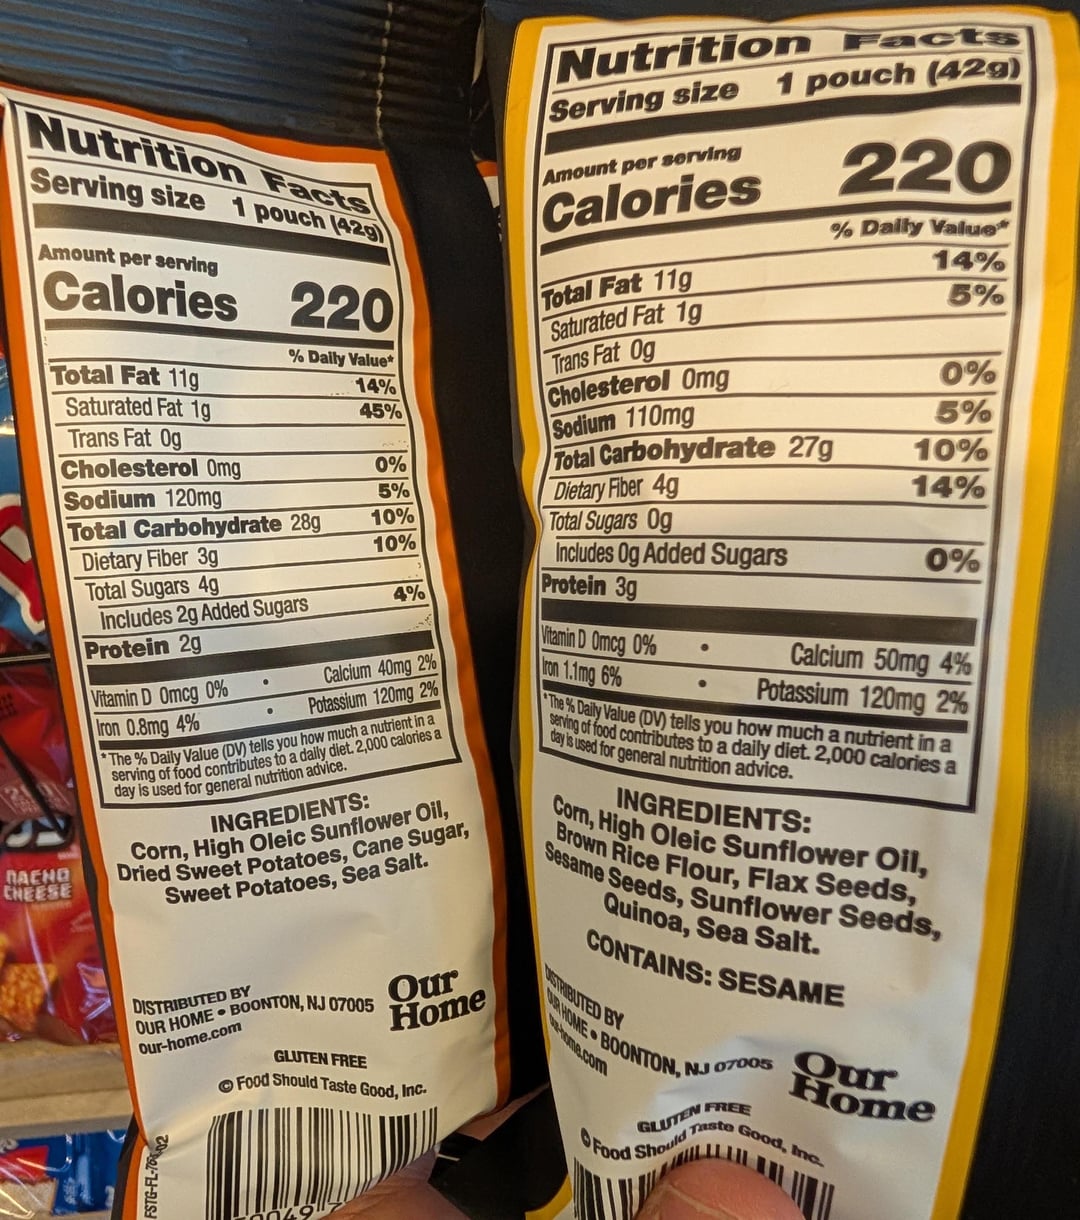 Nutrition Facts
Serving size 1 pouch (42g)
Amount per serving
Calories 220
% Daily Value*
Total Fat 11g 14%
Saturated Fat 1g 45%
Trans Fat 0g
Cholesterol 0mg 0%
Sodium 120mg 5%
Total Carbohydrate 28g 10%
Dietary Fiber 3g 10%
Total Sugars 4g
Includes 2g Added Sugars 4%
Protein 2g
Vitamin D 0mcg 0% • Calcium 40mg 2%
Iron 0.8mg 4% • Potassium 120mg 2%
*The % Daily Value (DV) tells you how much a nutrient in a
serving of food contributes to a daily diet. 2,000 calories a
day is used for general nutrition advice.
INGREDIENTS:
Corn, High Oleic Sunflower Oil,
Dried Sweet Potatoes, Cane Sugar,
Sweet Potatoes, Sea Salt.
DISTRIBUTED BY
OUR HOME • BOONTON, NJ 07005
our-home.com
Our
Home
GLUTEN FREE
© Food Should Taste Good, Inc.
Nutrition Facts
Serving size 1 pouch (42g)
Amount per serving
Calories 220
% Daily Value*
Total Fat 11g 14%
Saturated Fat 1g 5%
Trans Fat 0g
Cholesterol 0mg 0%
Sodium 110mg 5%
Total Carbohydrate 27g 10%
Dietary Fiber 4g 14%
Total Sugars 0g
Includes 0g Added Sugars 0%
Protein 3g
Vitamin D 0mcg 0% • Calcium 50mg 4%
Iron 1.1mg 6% • Potassium 120mg 2%
*The % Daily Value (DV) tells you how much a nutrient in a
serving of food contributes to a daily diet. 2,000 calories a
day is used for general nutrition advice.
INGREDIENTS:
Corn, High Oleic Sunflower Oil,
Brown Rice Flour, Flax Seeds,
Sesame Seeds, Sunflower Seeds,
Quinoa, Sea Salt.
CONTAINS: SESAME
DISTRIBUTED BY
OUR HOME • BOONTON, NJ 07005
our-home.com
Our
Home
GLUTEN FREE
© Food Should Taste Good, Inc.
NACHO
CHEESE